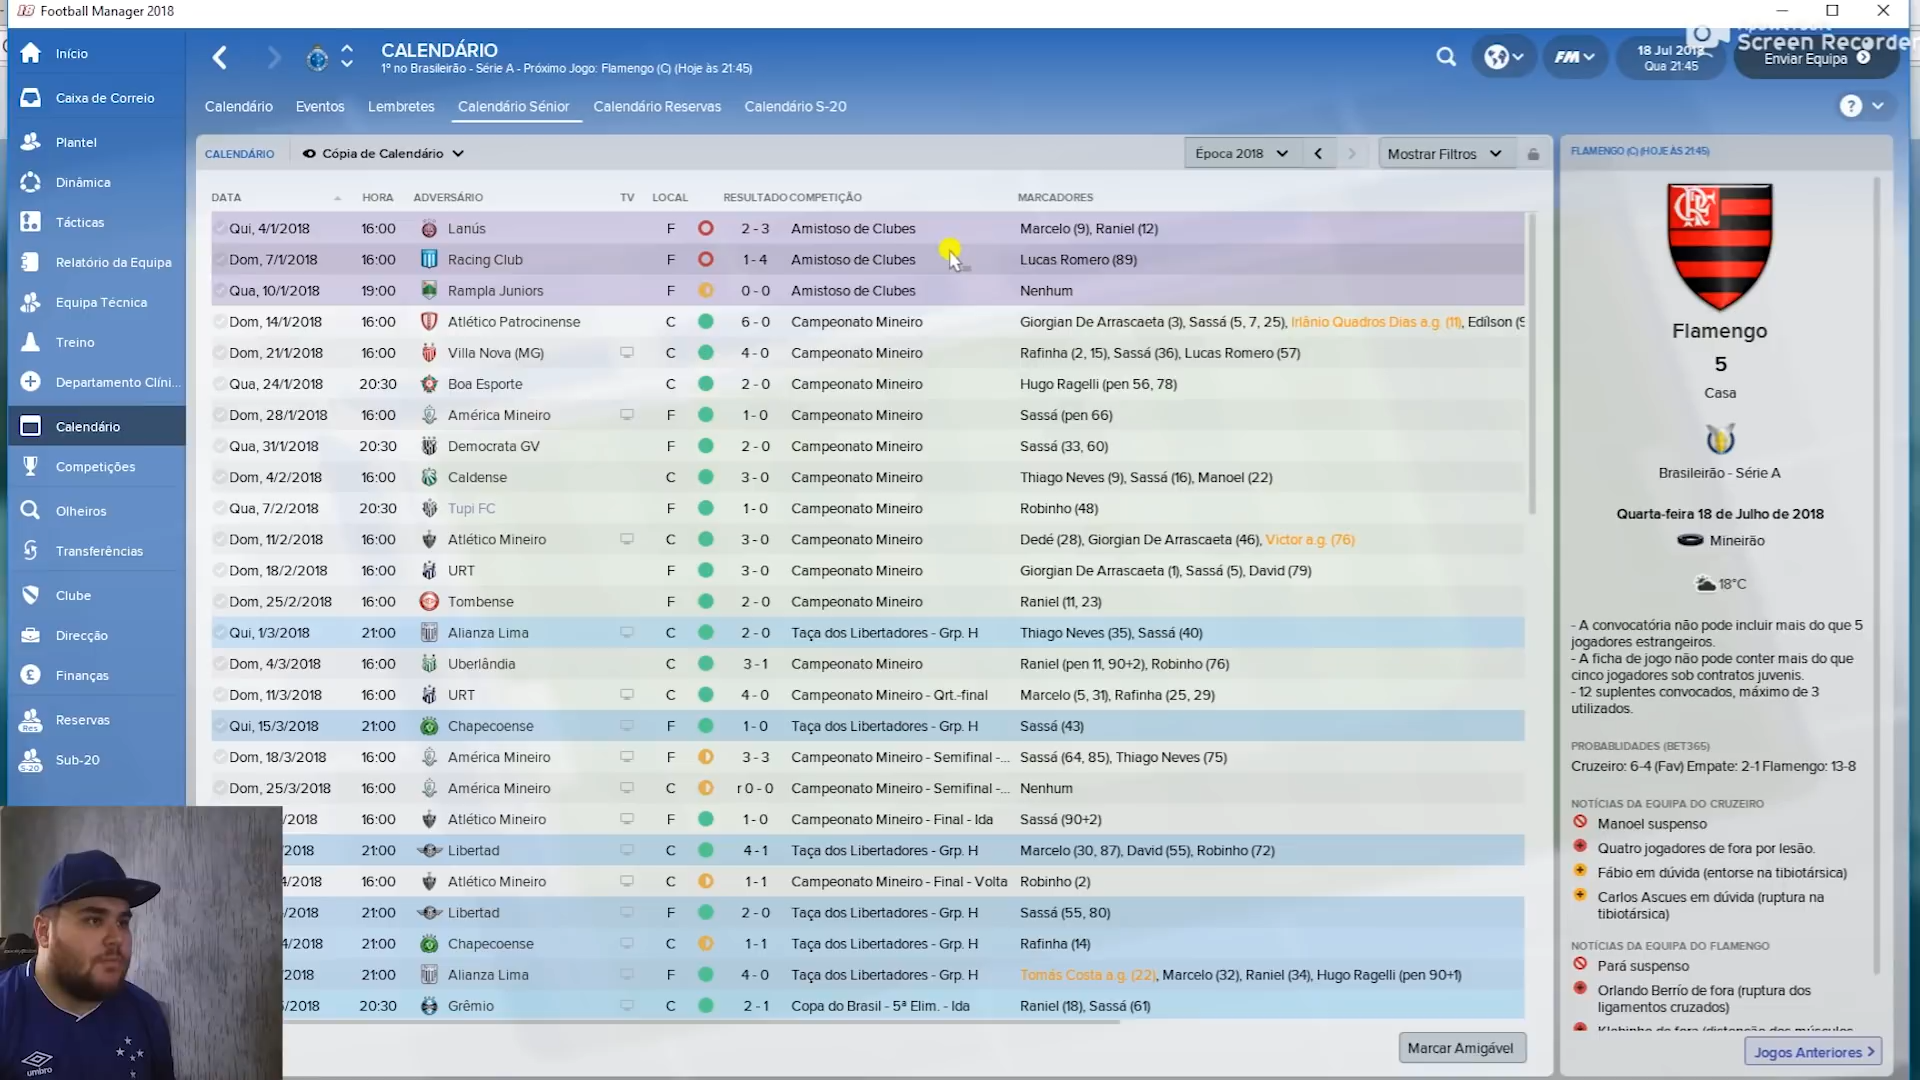 Football Manager 2018
Screen Recorder
Início
Caixa de Correio
Plantel
Dinâmica
Tácticas
Relatório da Equipa
Equipa Técnica
Treino
Departamento Clíni...
Calendário
Competições
Olheiros
Transferências
Clube
Direcção
Finanças
Reservas
Sub-20
CALENDÁRIO
1º no Brasileirão - Série A - Próximo Jogo: Flamengo (C) (Hoje às 21:45)
FM
18 Jul 2018
Qua 21:45
Enviar Equipa
Calendário Eventos Lembretes Calendário Sénior Calendário Reservas Calendário S-20
CALENDÁRIO Cópia de Calendário Época 2018 Mostrar Filtros
DATA HORA ADVERSÁRIO TV LOCAL RESULTADO COMPETIÇÃO MARCADORES
Qui, 4/1/2018 16:00 Lanús F 2 - 3 Amistoso de Clubes Marcelo (9), Raniel (12)
Dom, 7/1/2018 16:00 Racing Club F 1 - 4 Amistoso de Clubes Lucas Romero (89)
Qua, 10/1/2018 19:00 Rampla Juniors F 0 - 0 Amistoso de Clubes Nenhum
Dom, 14/1/2018 16:00 Atlético Patrocinense C 6 - 0 Campeonato Mineiro Giorgian De Arrascaeta (3), Sassá (5, 7, 25), Irlânio Quadros Dias a.g. (11), Edílson (9
Dom, 21/1/2018 16:00 Villa Nova (MG) C 4 - 0 Campeonato Mineiro Rafinha (2, 15), Sassá (36), Lucas Romero (57)
Qua, 24/1/2018 20:30 Boa Esporte C 2 - 0 Campeonato Mineiro Hugo Ragelli (pen 56, 78)
Dom, 28/1/2018 16:00 América Mineiro F 1 - 0 Campeonato Mineiro Sassá (pen 66)
Qua, 31/1/2018 20:30 Democrata GV F 2 - 0 Campeonato Mineiro Sassá (33, 60)
Dom, 4/2/2018 16:00 Caldense C 3 - 0 Campeonato Mineiro Thiago Neves (9), Sassá (16), Manoel (22)
Qua, 7/2/2018 20:30 Tupi FC F 1 - 0 Campeonato Mineiro Robinho (48)
Dom, 11/2/2018 16:00 Atlético Mineiro C 3 - 0 Campeonato Mineiro Dedé (28), Giorgian De Arrascaeta (46), Victor a.g. (76)
Dom, 18/2/2018 16:00 URT F 3 - 0 Campeonato Mineiro Giorgian De Arrascaeta (1), Sassá (5), David (79)
Dom, 25/2/2018 16:00 Tombense F 2 - 0 Campeonato Mineiro Raniel (11, 23)
Qui, 1/3/2018 21:00 Alianza Lima C 2 - 0 Taça dos Libertadores - Grp. H Thiago Neves (35), Sassá (40)
Dom, 4/3/2018 16:00 Uberlândia C 3 - 1 Campeonato Mineiro Raniel (pen 11, 90+2), Robinho (76)
Dom, 11/3/2018 16:00 URT C 4 - 0 Campeonato Mineiro - Qrt.-final Marcelo (5, 31), Rafinha (25, 29)
Qui, 15/3/2018 21:00 Chapecoense F 1 - 0 Taça dos Libertadores - Grp. H Sassá (43)
Dom, 18/3/2018 16:00 América Mineiro F 3 - 3 Campeonato Mineiro - Semifinal -... Sassá (64, 85), Thiago Neves (75)
Dom, 25/3/2018 16:00 América Mineiro C r 0 - 0 Campeonato Mineiro - Semifinal -... Nenhum
/2018 16:00 Atlético Mineiro F 1 - 0 Campeonato Mineiro - Final - Ida Sassá (90+2)
/2018 21:00 Libertad C 4 - 1 Taça dos Libertadores - Grp. H Marcelo (30, 87), David (55), Robinho (72)
4/2018 16:00 Atlético Mineiro C 1 - 1 Campeonato Mineiro - Final - Volta Robinho (2)
/2018 21:00 Libertad F 2 - 0 Taça dos Libertadores - Grp. H Sassá (55, 80)
4/2018 21:00 Chapecoense C 1 - 1 Taça dos Libertadores - Grp. H Rafinha (14)
/2018 21:00 Alianza Lima F 4 - 0 Taça dos Libertadores - Grp. H Tomás Costa a.g. (22), Marcelo (32), Raniel (34), Hugo Ragelli (pen 90+1)
/2018 20:30 Grêmio C 2 - 1 Copa do Brasil - 5ª Elim. - Ida Raniel (18), Sassá (61)
Marcar Amigável
FLAMENGO (C) (HOJE ÀS 21:45)
Flamengo
5
Casa
Brasileirão - Série A
Quarta-feira 18 de Julho de 2018
Mineirão
18°C
- A convocatória não pode incluir mais do que 5
jogadores estrangeiros.
- A ficha de jogo não pode conter mais do que
cinco jogadores sob contratos juvenis.
- 12 suplentes convocados, máximo de 3
utilizados.
PROBABLIDADES (BET365)
Cruzeiro: 6-4 (Fav) Empate: 2-1 Flamengo: 13-8
NOTÍCIAS DA EQUIPA DO CRUZEIRO
Manoel suspenso
Quatro jogadores de fora por lesão.
Fábio em dúvida (entorse na tibiotársica)
Carlos Ascues em dúvida (ruptura na
tibiotársica)
NOTÍCIAS DA EQUIPA DO FLAMENGO
Pará suspenso
Orlando Berrío de fora (ruptura dos
ligamentos cruzados)
Jogos Anteriores
umbro